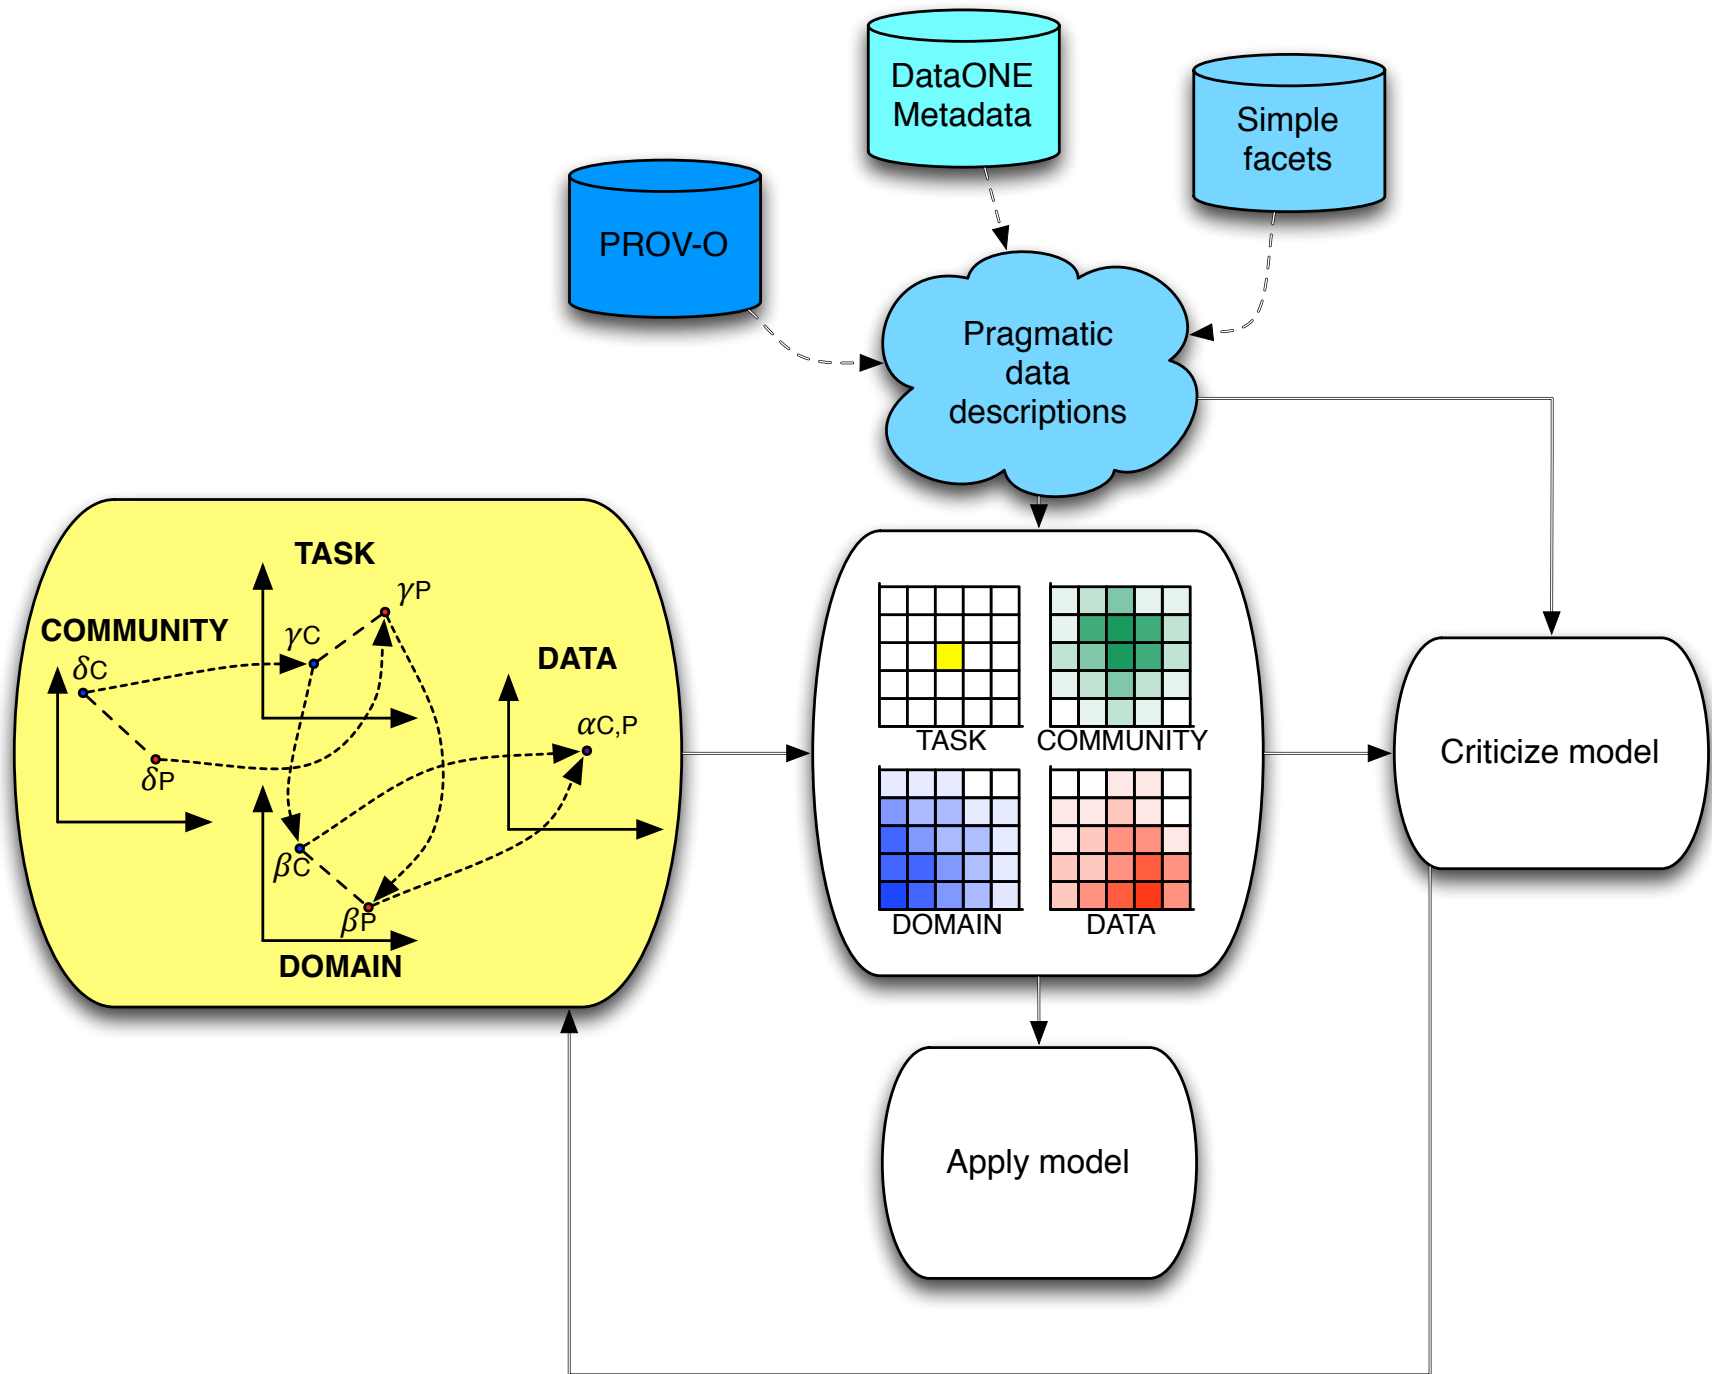 DataONE
Metadata
Simple
facets
PROV-O
Pragmatic
data
descriptions
TASK
γP
COMMUNITY
γC
δC
DATA
αC,P
δP
βC
βP
DOMAIN
TASK
COMMUNITY
DOMAIN
DATA
Criticize model
Apply model